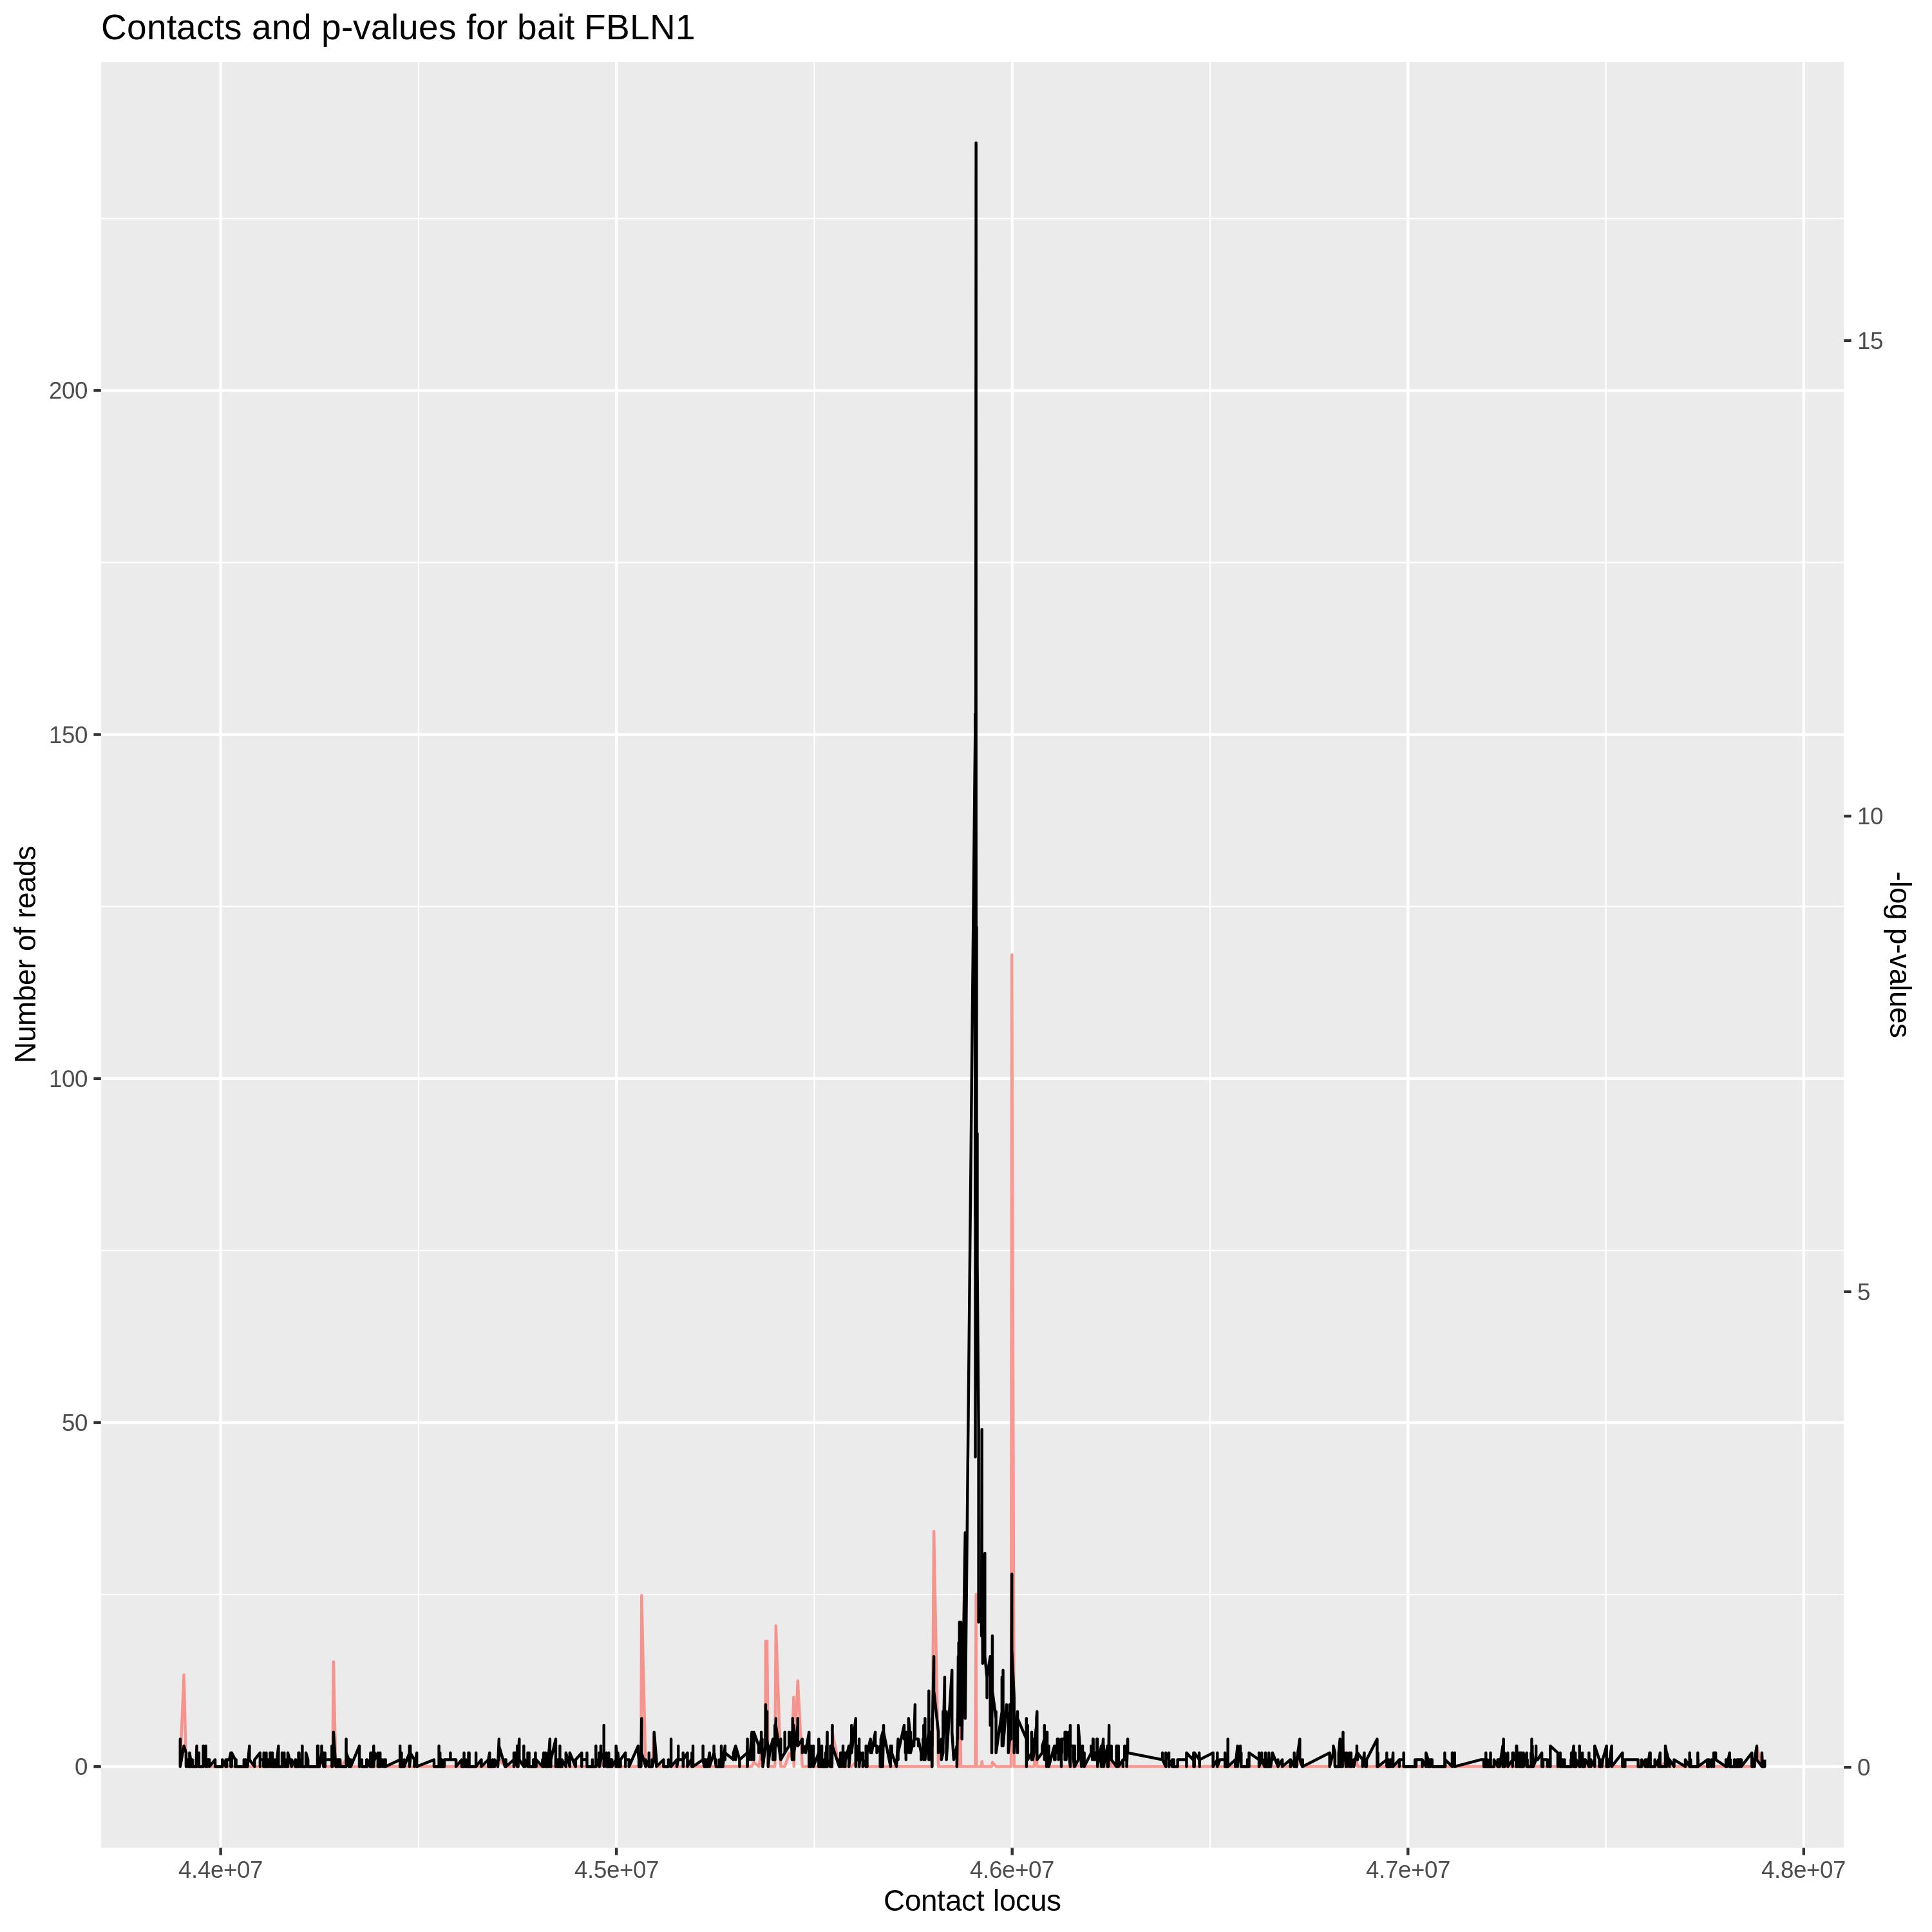 Contacts and p-values for bait FBLN1
Number of reads
200
150
100
50
0
15
10
5
0
-log p-values
4.4e+07
4.5e+07
4.6e+07
4.7e+07
4.8e+07
Contact locus